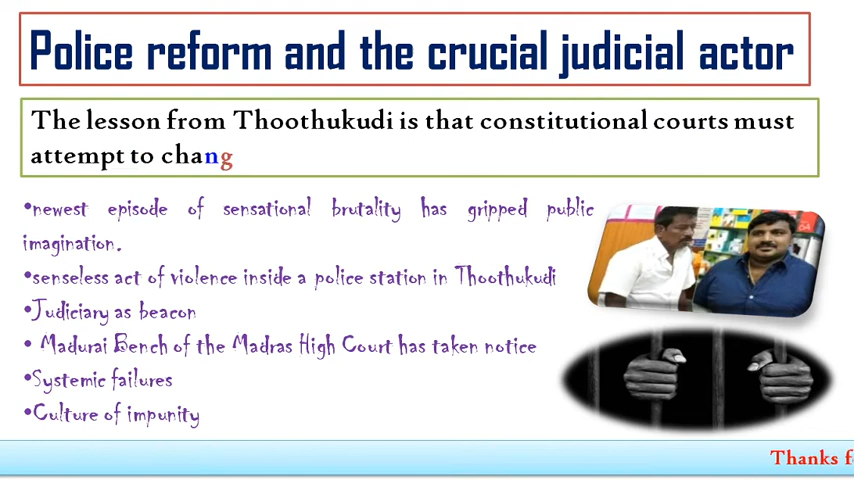 Police reform and the crucial judicial actor
The lesson from Thoothukudi is that constitutional courts must
attempt to chang
•newest episode of sensational brutality has gripped public
imagination.
•senseless act of violence inside a police station in Thoothukudi
•Judiciary as beacon
• Madurai Bench of the Madras High Court has taken notice
•Systemic failures
•Culture of impunity
Thanks f